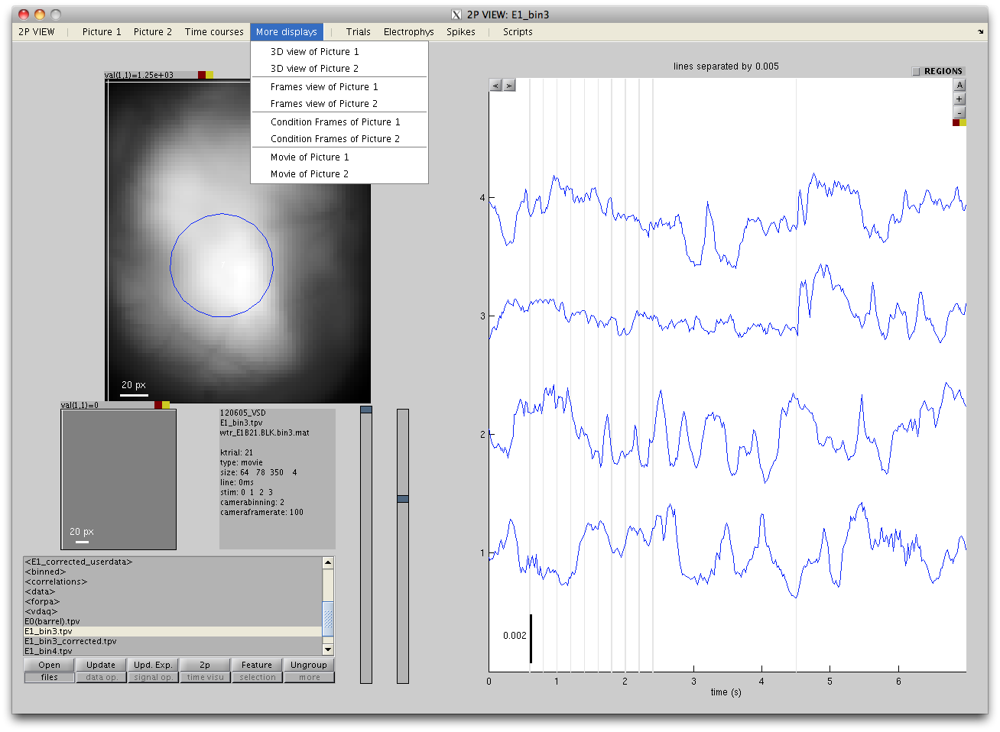 2P VIEW: E1_bin3
2P VIEW Picture 1 Picture 2 Time courses More displays Trials Electrophys Spikes Scripts
3D view of Picture 1
3D view of Picture 2
Frames view of Picture 1
Frames view of Picture 2
Condition Frames of Picture 1
Condition Frames of Picture 2
Movie of Picture 1
Movie of Picture 2
val(1,1)=1.25e+03
20 px
val(1,1)=0
20 px
120605_VSD
E1_bin3.tpv
wtr_E1B21.BLK.bin3.mat
ktrial: 21
type: movie
size: 64 78 350 4
line: 0ms
stim: 0 1 2 3
camerabinning: 2
cameraframerate: 100
<E1_corrected_userdata>
<binned>
<correlations>
<data>
<forpa>
<vdaq>
E0(barrel).tpv
E1_bin3.tpv
E1_bin3_corrected.tpv
E1_bin4.tpv
Open Update Upd. Exp. 2p Feature Ungroup
files data op. signal op. time visu selection more
lines separated by 0.005
REGIONS
< >
A
+
-
4
3
2
1
0.002
0 1 2 3 4 5 6
time (s)